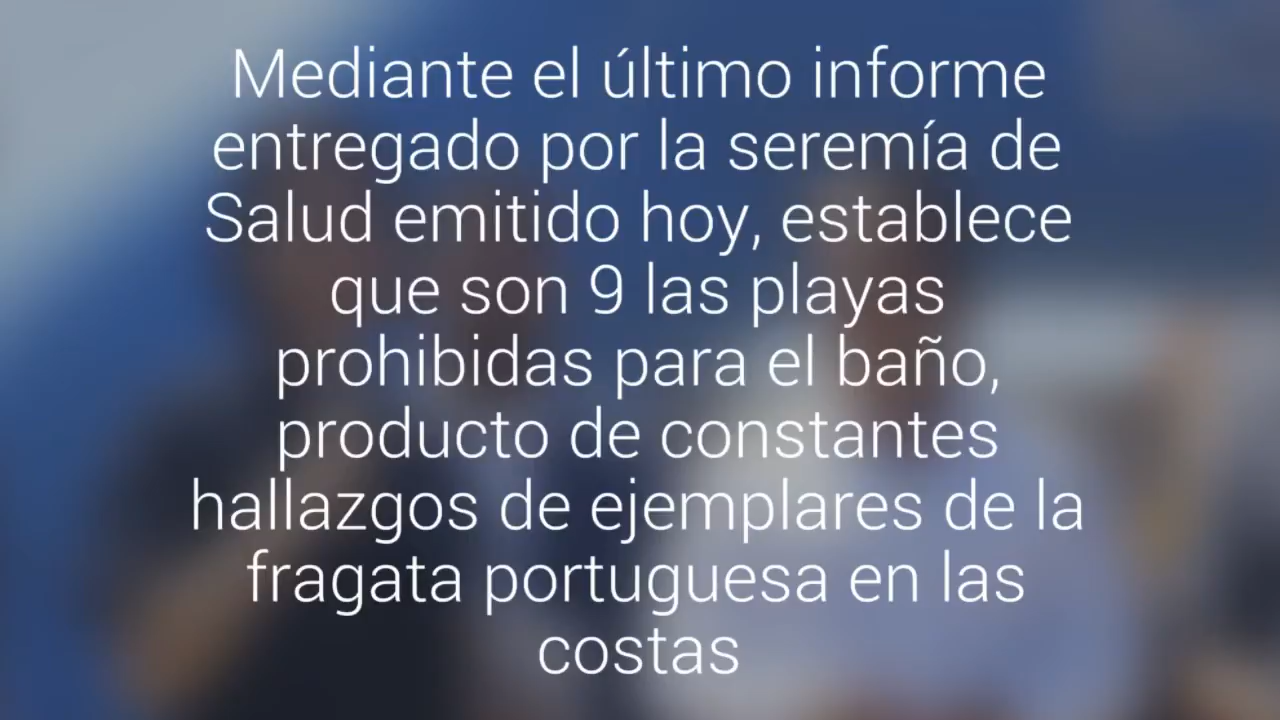 Mediante el último informe
entregado por la seremía de
Salud emitido hoy, establece
que son 9 las playas
prohibidas para el baño,
producto de constantes
hallazgos de ejemplares de la
fragata portuguesa en las
costas